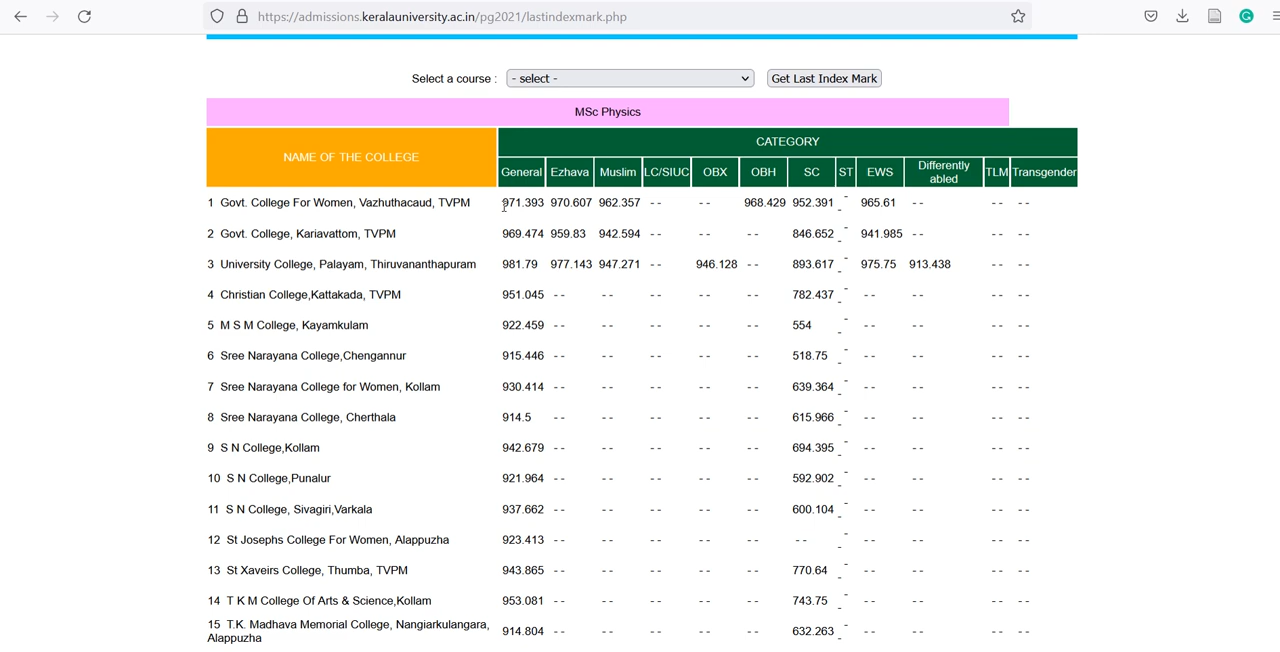 https://admissions.keralauniversity.ac.in/pg2021/lastindexmark.php
Select a course : - select - Get Last Index Mark
MSc Physics
NAME OF THE COLLEGE
CATEGORY
General Ezhava Muslim LC/SIUC OBX OBH SC ST EWS Differently abled TLM Transgender
1 Govt. College For Women, Vazhuthacaud, TVPM 971.393 970.607 962.357 -- -- 968.429 952.391 -- 965.61 -- -- --
2 Govt. College, Kariavattom, TVPM 969.474 959.83 942.594 -- -- -- 846.652 -- 941.985 -- -- --
3 University College, Palayam, Thiruvananthapuram 981.79 977.143 947.271 -- 946.128 -- 893.617 -- 975.75 913.438 -- --
4 Christian College,Kattakada, TVPM 951.045 -- -- -- -- -- 782.437 -- -- -- -- --
5 M S M College, Kayamkulam 922.459 -- -- -- -- -- 554 -- -- -- -- --
6 Sree Narayana College,Chengannur 915.446 -- -- -- -- -- 518.75 -- -- -- -- --
7 Sree Narayana College for Women, Kollam 930.414 -- -- -- -- -- 639.364 -- -- -- -- --
8 Sree Narayana College, Cherthala 914.5 -- -- -- -- -- 615.966 -- -- -- -- --
9 S N College,Kollam 942.679 -- -- -- -- -- 694.395 -- -- -- -- --
10 S N College,Punalur 921.964 -- -- -- -- -- 592.902 -- -- -- -- --
11 S N College, Sivagiri,Varkala 937.662 -- -- -- -- -- 600.104 -- -- -- -- --
12 St Josephs College For Women, Alappuzha 923.413 -- -- -- -- -- -- -- -- -- -- --
13 St Xaveirs College, Thumba, TVPM 943.865 -- -- -- -- -- 770.64 -- -- -- -- --
14 T K M College Of Arts & Science,Kollam 953.081 -- -- -- -- -- 743.75 -- -- -- -- --
15 T.K. Madhava Memorial College, Nangiarkulangara, Alappuzha 914.804 -- -- -- -- -- 632.263 -- -- -- -- --